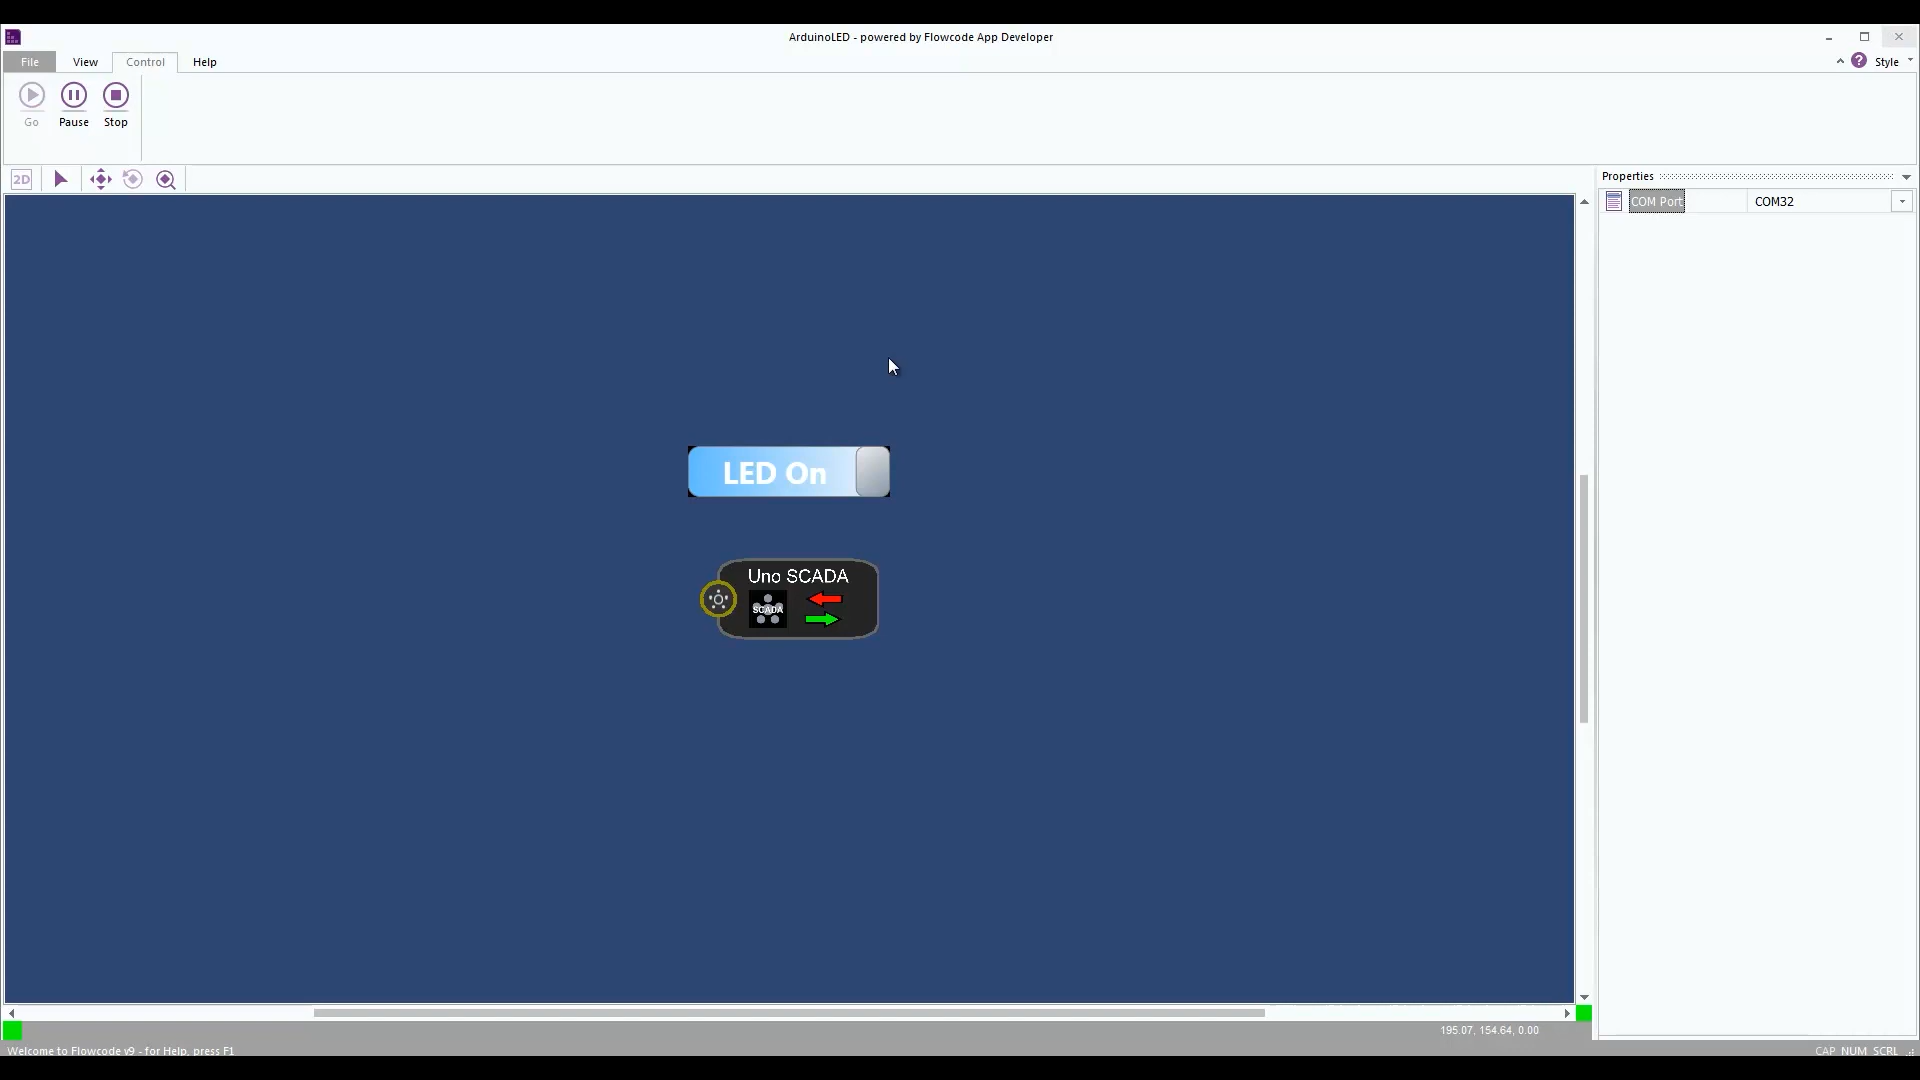 ArduinoLED - powered by Flowcode App Developer
File View Control Help
Style
Go Pause Stop
2D
Properties
COM Port COM32
LED On
Uno SCADA
SCADA
195.07, 154.64, 0.00
Welcome to Flowcode v9 - for Help, press F1
CAP NUM SCRL